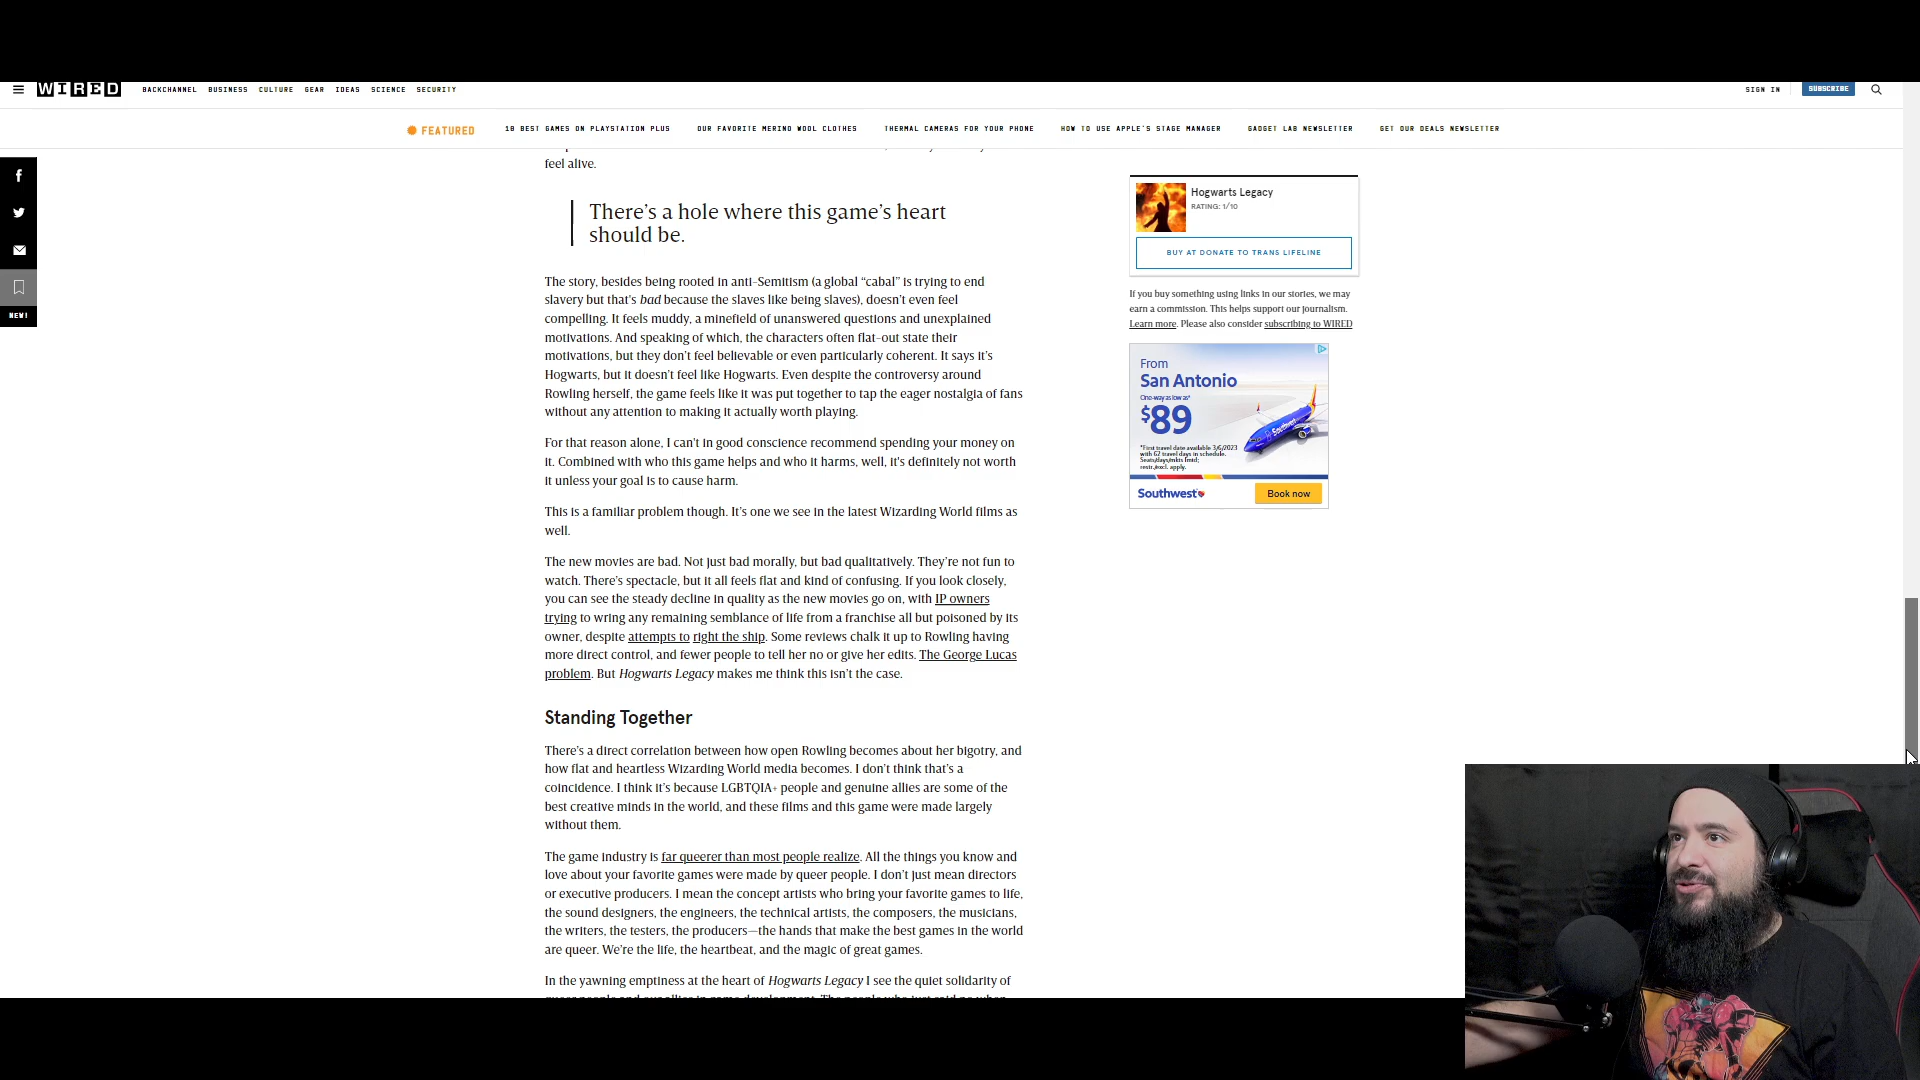 WIRED
BACKCHANNEL BUSINESS CULTURE GEAR IDEAS SCIENCE SECURITY
SIGN IN
SUBSCRIBE
FEATURED
10 BEST GAMES ON PLAYSTATION PLUS
OUR FAVORITE MERINO WOOL CLOTHES
THERMAL CAMERAS FOR YOUR PHONE
HOW TO USE APPLE'S STAGE MANAGER
GADGET LAB NEWSLETTER
GET OUR DEALS NEWSLETTER
NEW!
feel alive.
There's a hole where this game's heart
should be.
The story, besides being rooted in anti-Semitism (a global “cabal” is trying to end
slavery but that's bad because the slaves like being slaves), doesn't even feel
compelling. It feels muddy, a minefield of unanswered questions and unexplained
motivations. And speaking of which, the characters often flat-out state their
motivations, but they don't feel believable or even particularly coherent. It says it's
Hogwarts, but it doesn't feel like Hogwarts. Even despite the controversy around
Rowling herself, the game feels like it was put together to tap the eager nostalgia of fans
without any attention to making it actually worth playing.
For that reason alone, I can't in good conscience recommend spending your money on
it. Combined with who this game helps and who it harms, well, it's definitely not worth
it unless your goal is to cause harm.
This is a familiar problem though. It's one we see in the latest Wizarding World films as
well.
The new movies are bad. Not just bad morally, but bad qualitatively. They're not fun to
watch. There's spectacle, but it all feels flat and kind of confusing. If you look closely,
you can see the steady decline in quality as the new movies go on, with IP owners
trying to wring any remaining semblance of life from a franchise all but poisoned by its
owner, despite attempts to right the ship. Some reviews chalk it up to Rowling having
more direct control, and fewer people to tell her no or give her edits. The George Lucas
problem. But Hogwarts Legacy makes me think this isn't the case.
Standing Together
There's a direct correlation between how open Rowling becomes about her bigotry, and
how flat and heartless Wizarding World media becomes. I don't think that's a
coincidence. I think it's because LGBTQIA+ people and genuine allies are some of the
best creative minds in the world, and these films and this game were made largely
without them.
The game industry is far queerer than most people realize. All the things you know and
love about your favorite games were made by queer people. I don't just mean directors
or executive producers. I mean the concept artists who bring your favorite games to life,
the sound designers, the engineers, the technical artists, the composers, the musicians,
the writers, the testers, the producers—the hands that make the best games in the world
are queer. We're the life, the heartbeat, and the magic of great games.
In the yawning emptiness at the heart of Hogwarts Legacy I see the quiet solidarity of
Hogwarts Legacy
RATING: 1/10
BUY AT DONATE TO TRANS LIFELINE
If you buy something using links in our stories, we may
earn a commission. This helps support our journalism.
Learn more. Please also consider subscribing to WIRED
From
San Antonio
One-way as low as*
$89
*First travel date available 3/6/2023
with G2 travel days in schedule.
Seats/days/mkts lmtd;
restr./excl. apply.
Southwest
Book now